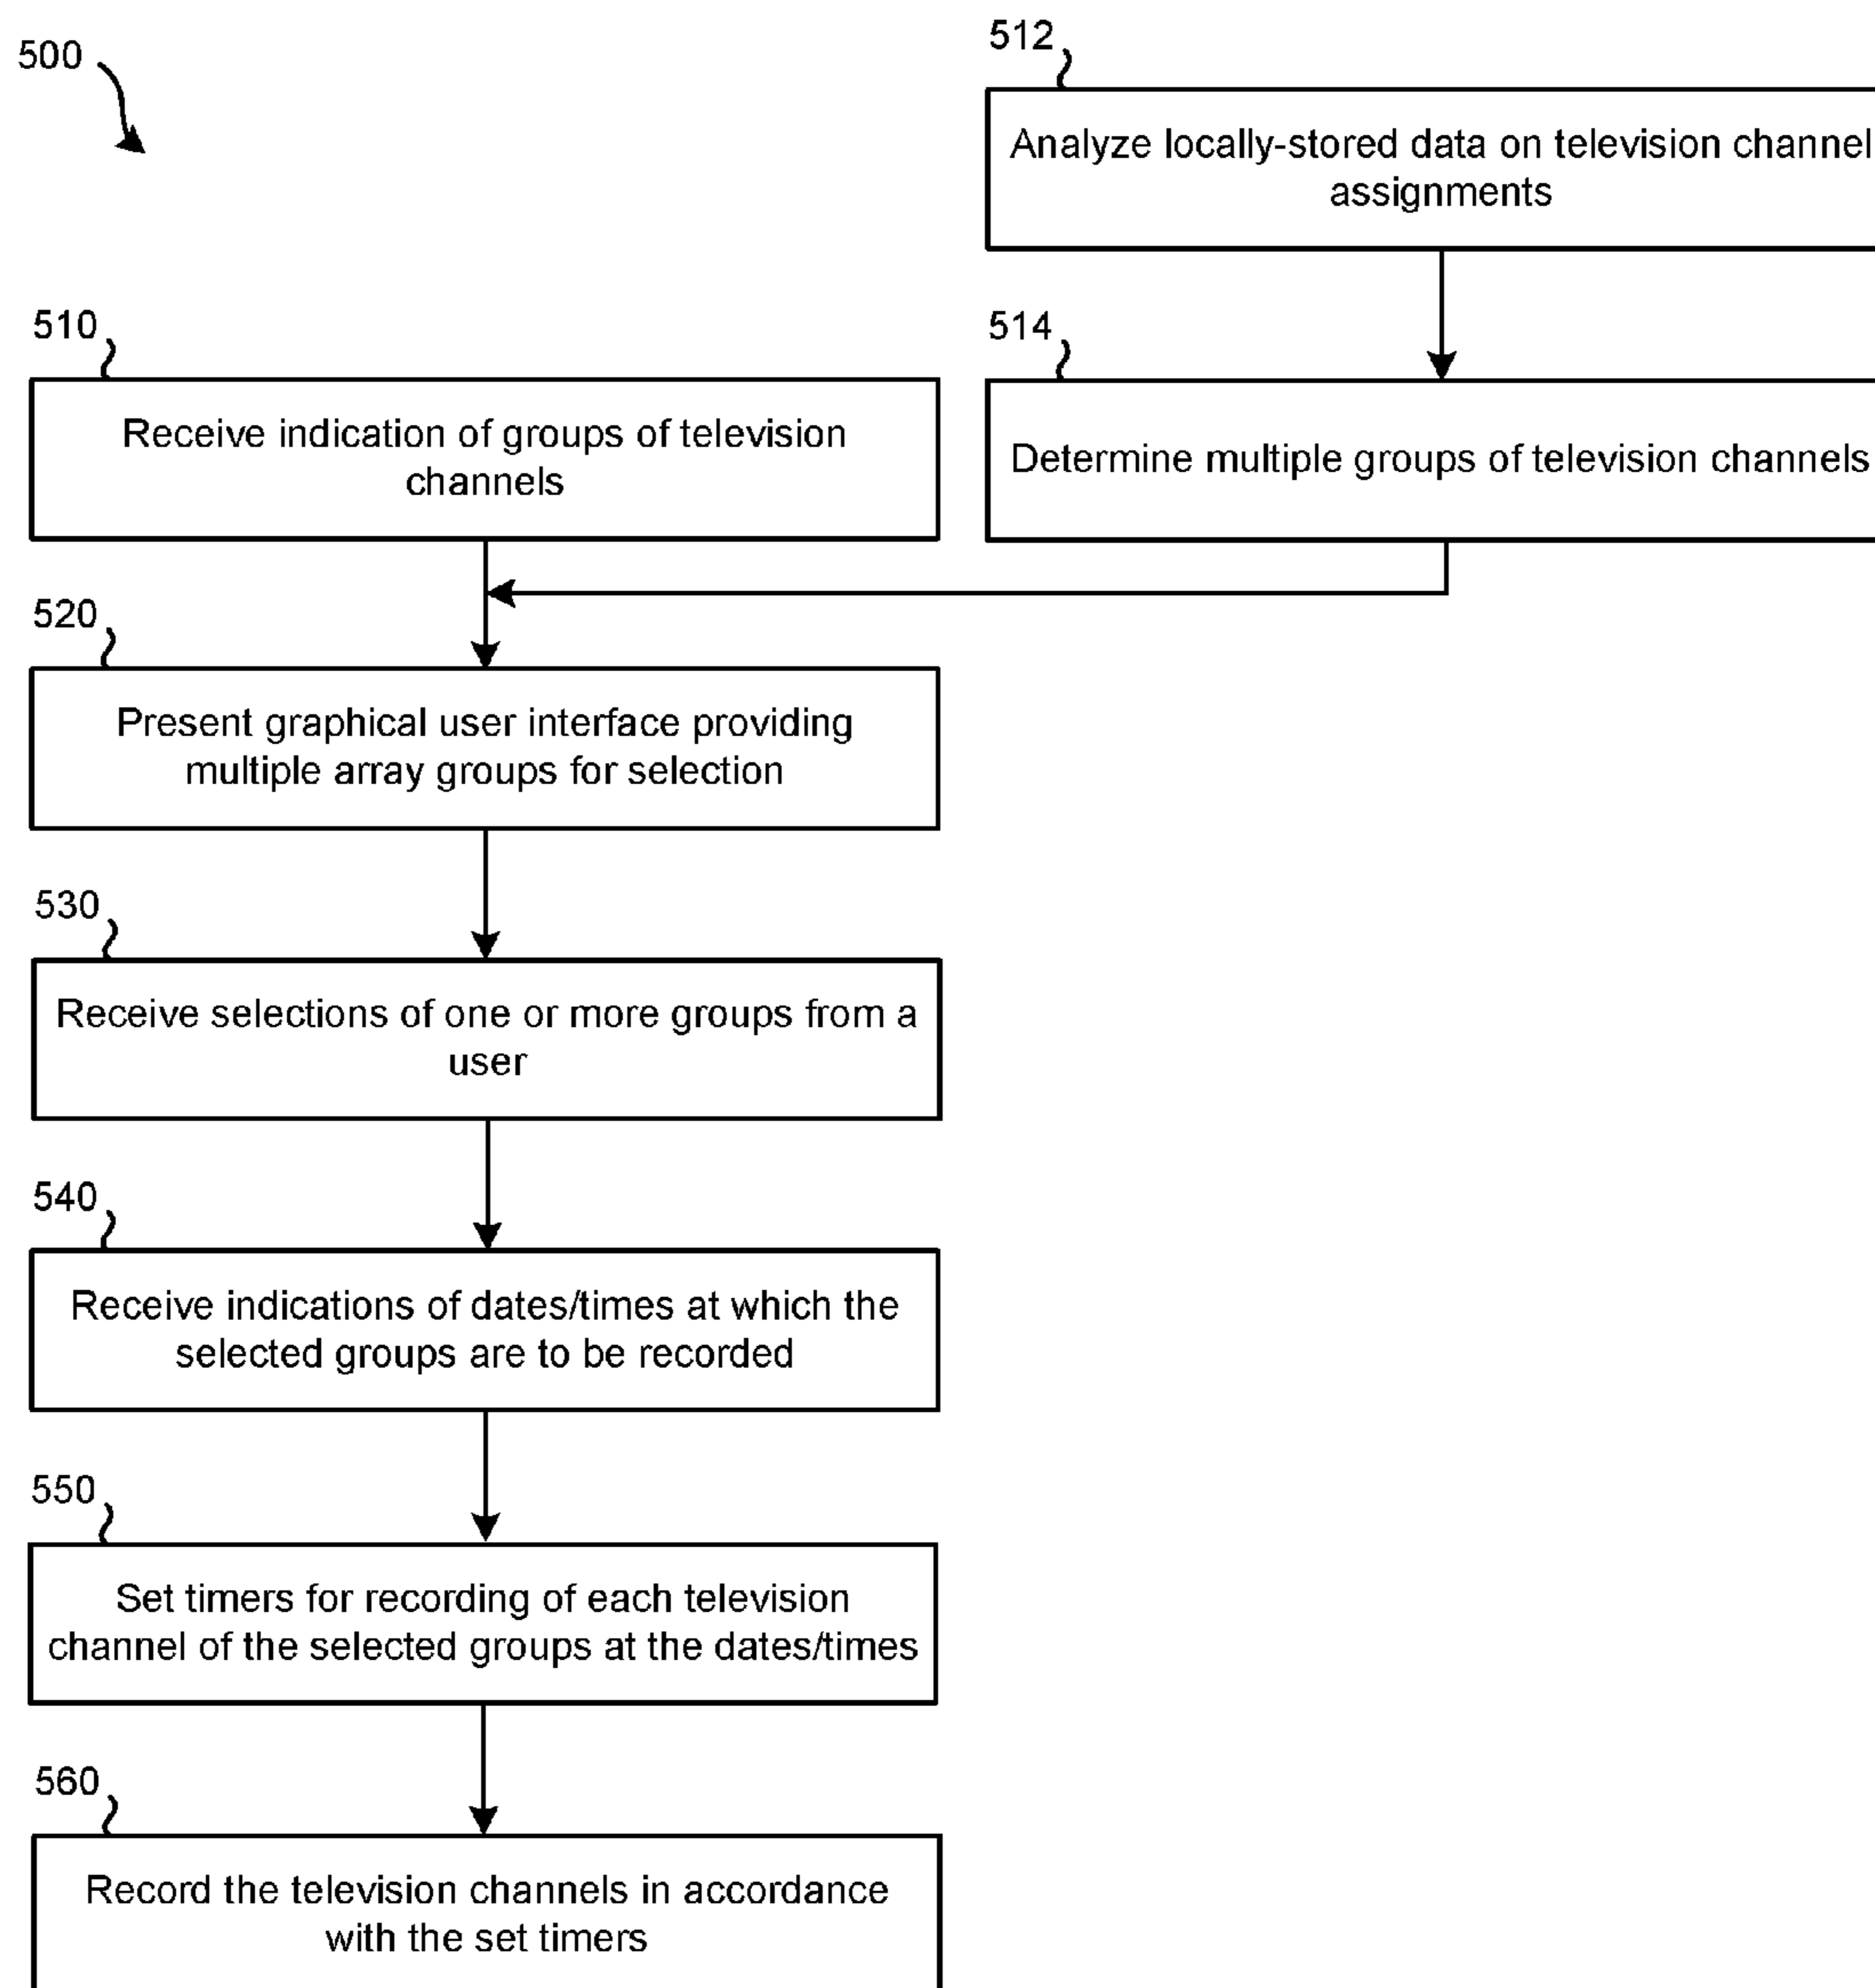 500
512
Analyze locally-stored data on television channel
assignments
510
Receive indication of groups of television
channels
514
Determine multiple groups of television channels
520
Present graphical user interface providing
multiple array groups for selection
530
Receive selections of one or more groups from a
user
540
Receive indications of dates/times at which the
selected groups are to be recorded
550
Set timers for recording of each television
channel of the selected groups at the dates/times
560
Record the television channels in accordance
with the set timers